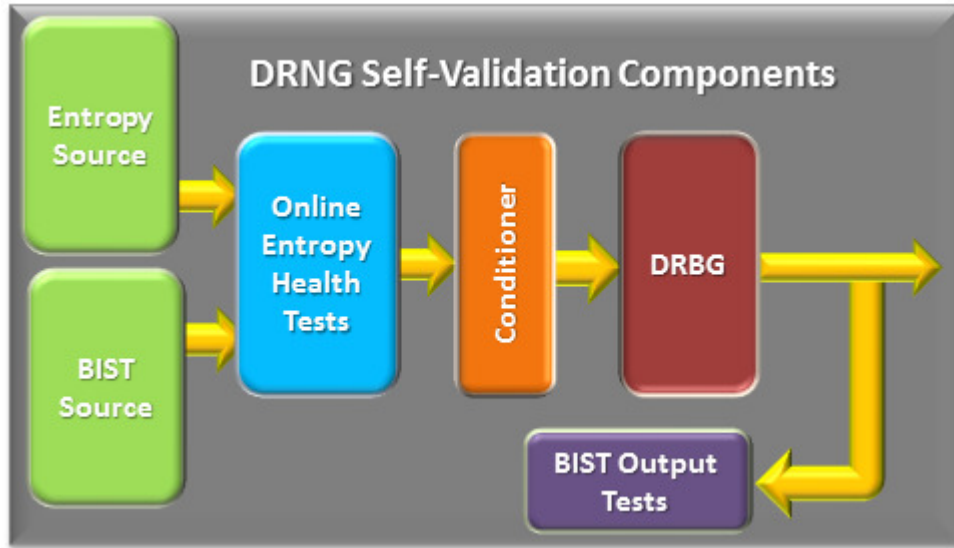 DRNG Self-Validation Components
Entropy
Source
BIST
Source
Online
Entropy
Health
Tests
Conditioner
DRBG
BIST Output
Tests